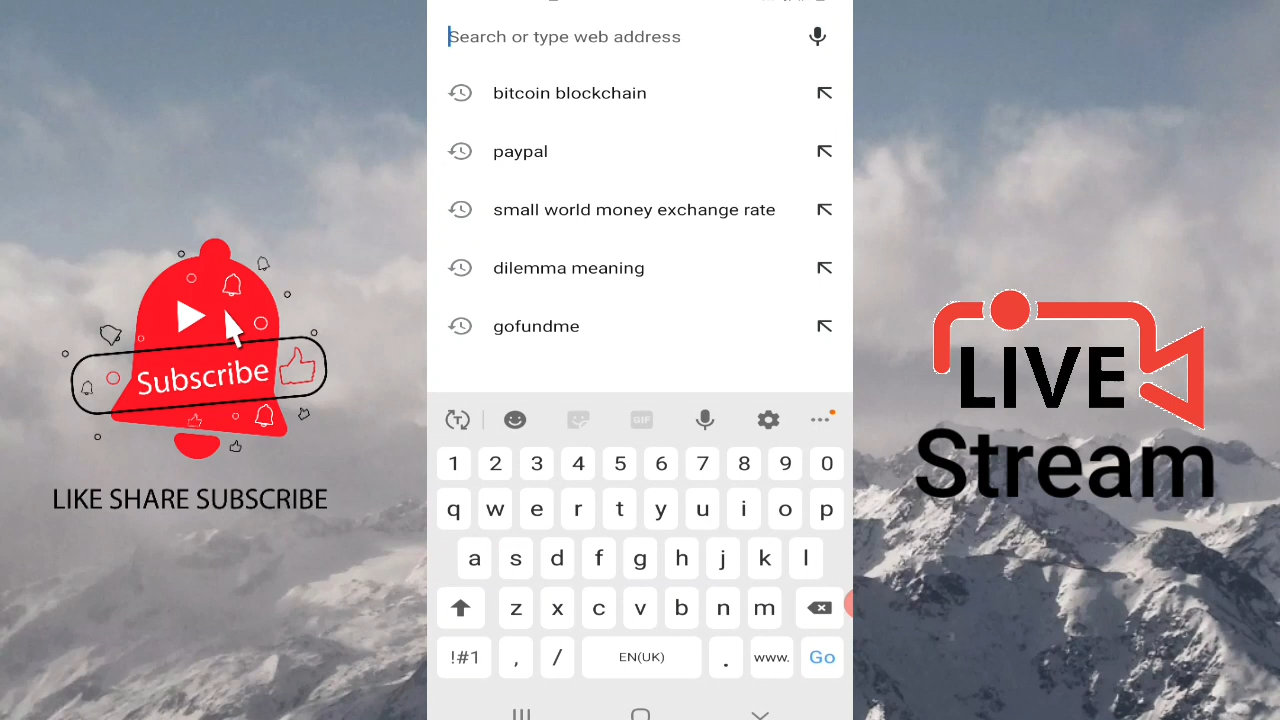 Search or type web address
bitcoin blockchain
paypal
small world money exchange rate
dilemma meaning
gofundme
T
GIF
1 2 3 4 5 6 7 8 9 0
q w e r t y u i o p
a s d f g h j k l
z x c v b n m
!#1 , / EN(UK) . www. Go
Subscribe
LIKE SHARE SUBSCRIBE
LIVE
Stream